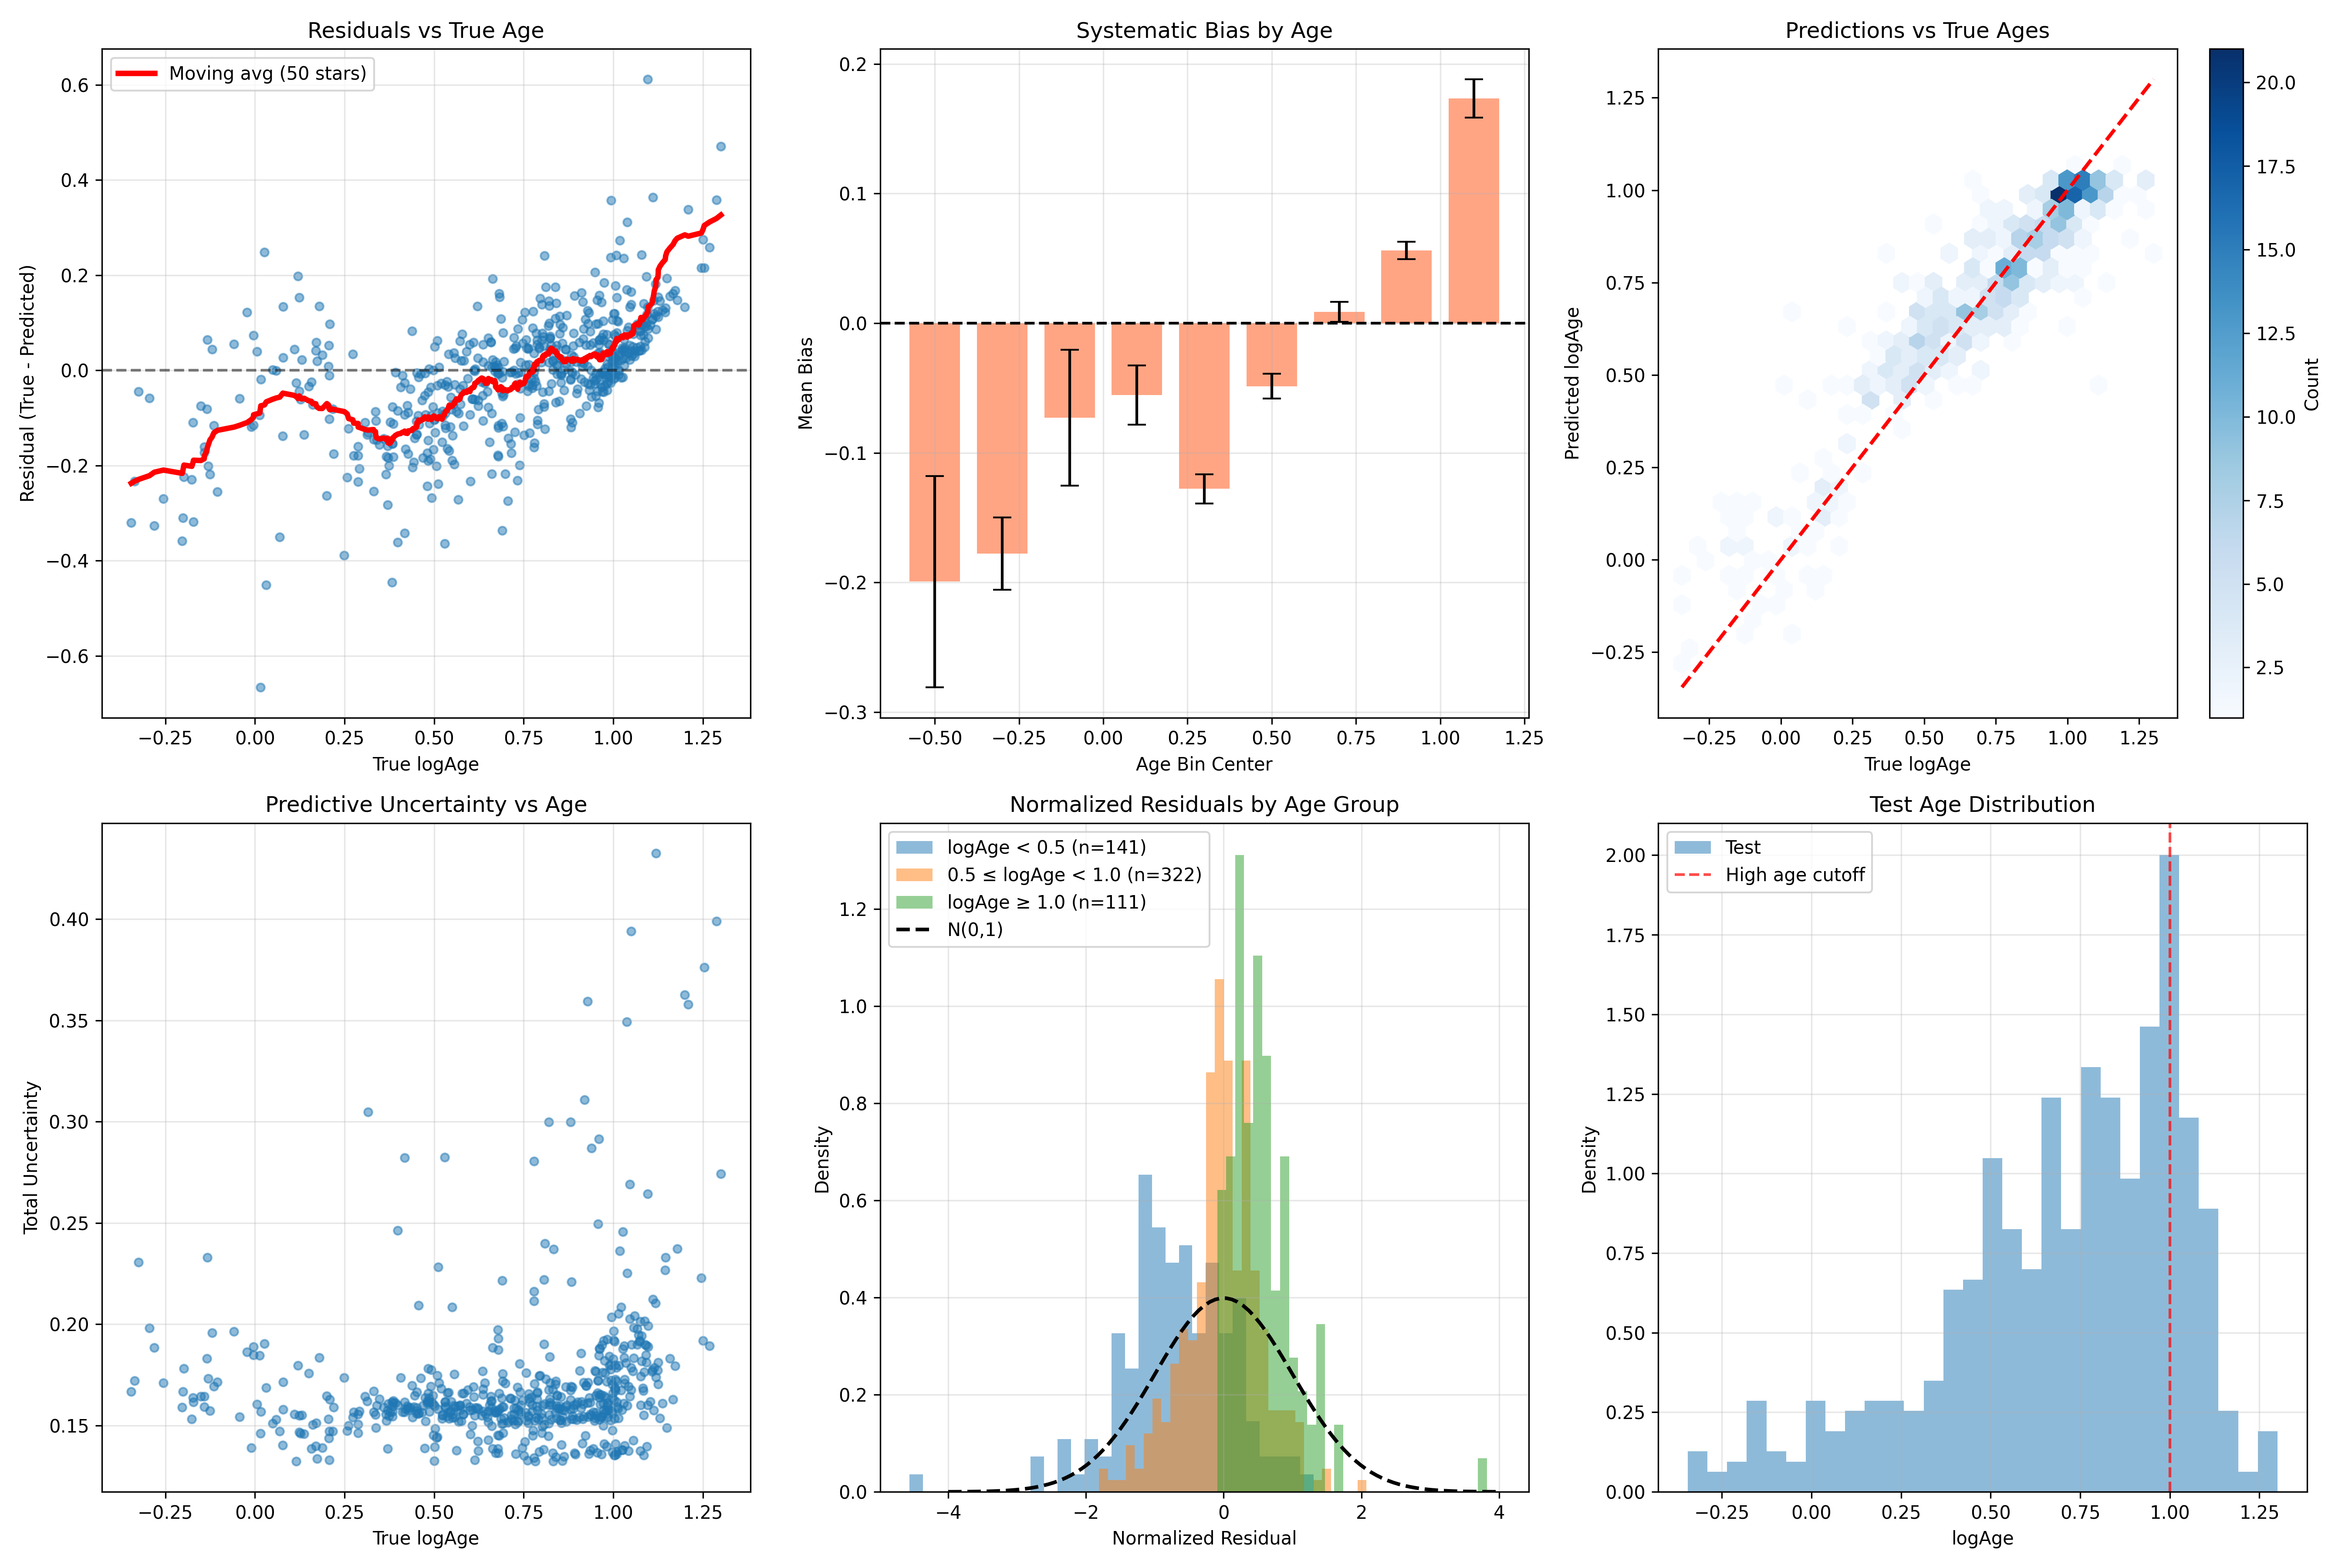 Residuals vs True Age
Moving avg (50 stars)
0.6
0.4
0.2
0.0
−0.2
−0.4
−0.6
Residual (True - Predicted)
−0.25 0.00 0.25 0.50 0.75 1.00 1.25
True logAge
Systematic Bias by Age
0.2
0.1
0.0
−0.1
−0.2
−0.3
Mean Bias
−0.50 −0.25 0.00 0.25 0.50 0.75 1.00 1.25
Age Bin Center
Predictions vs True Ages
1.25
1.00
0.75
0.50
0.25
0.00
−0.25
Predicted logAge
−0.25 0.00 0.25 0.50 0.75 1.00 1.25
True logAge
20.0
17.5
15.0
12.5
10.0
7.5
5.0
2.5
Count
Predictive Uncertainty vs Age
0.40
0.35
0.30
0.25
0.20
0.15
Total Uncertainty
−0.25 0.00 0.25 0.50 0.75 1.00 1.25
True logAge
Normalized Residuals by Age Group
logAge < 0.5 (n=141)
0.5 ≤ logAge < 1.0 (n=322)
logAge ≥ 1.0 (n=111)
N(0,1)
1.2
1.0
0.8
0.6
0.4
0.2
0.0
Density
−4 −2 0 2 4
Normalized Residual
Test Age Distribution
Test
High age cutoff
2.00
1.75
1.50
1.25
1.00
0.75
0.50
0.25
0.00
Density
−0.25 0.00 0.25 0.50 0.75 1.00 1.25
logAge